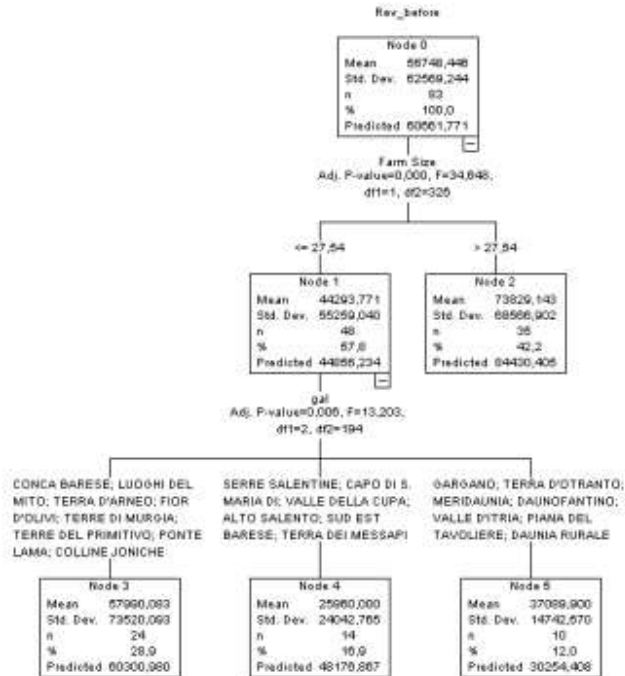 Rev_before
Node 0
Mean 56748,446
Std. Dev. 62569,244
n 83
% 100,0
Predicted 60661,771
Farm Size
Adj. P-value=0,000, F=34,648,
df1=1, df2=326
<= 27,54
> 27,54
Node 1
Mean 44293,771
Std. Dev. 55259,040
n 48
% 57,8
Predicted 44856,234
Node 2
Mean 73829,143
Std. Dev. 68566,902
n 35
% 42,2
Predicted 84430,405
gal
Adj. P-value=0,006, F=13,203,
df1=2, df2=194
CONCA BARESE; LUOGHI DEL
MITO; TERRA D'ARNEO; FIOR
D'OLIVI; TERRE DI MURGIA;
TERRE DEL PRIMITIVO; PONTE
LAMA; COLLINE JONICHE
SERRE SALENTINE; CAPO DI S.
MARIA DI; VALLE DELLA CUPA;
ALTO SALENTO; SUD EST
BARESE; TERRA DEI MESSAPI
GARGANO; TERRA D'OTRANTO;
MERIDAUNIA; DAUNOFANTINO;
VALLE D'ITRIA; PIANA DEL
TAVOLIERE; DAUNIA RURALE
Node 3
Mean 57990,083
Std. Dev. 73520,093
n 24
% 28,9
Predicted 60300,980
Node 4
Mean 25960,000
Std. Dev. 24042,765
n 14
% 16,9
Predicted 48176,867
Node 5
Mean 37089,900
Std. Dev. 14742,670
n 10
% 12,0
Predicted 30254,408